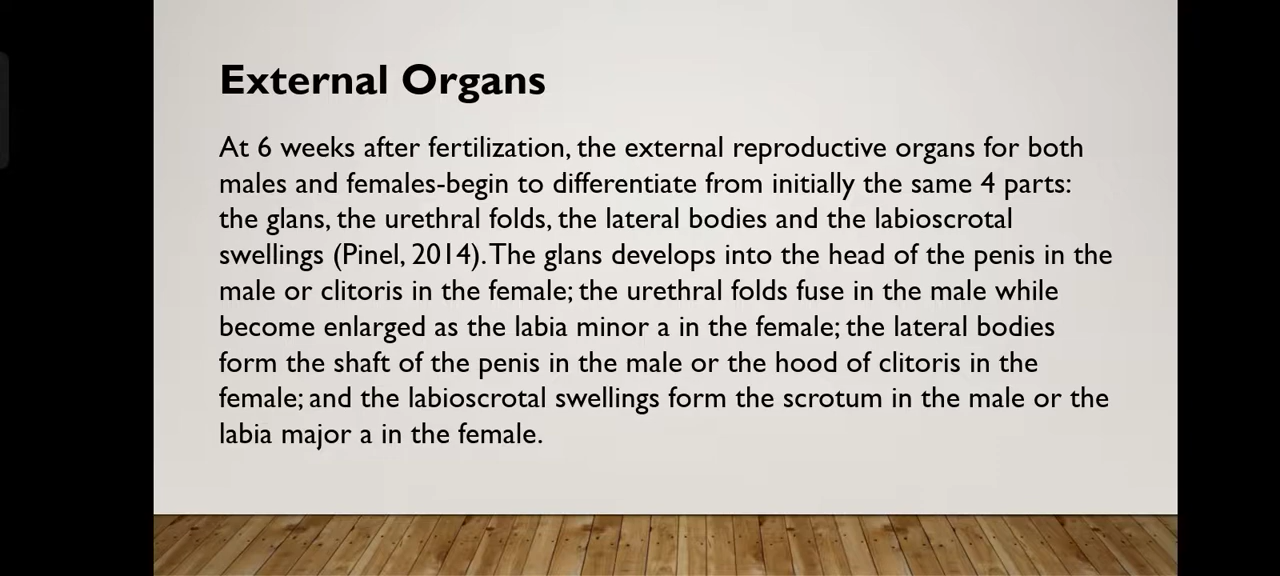 External Organs
At 6 weeks after fertilization, the external reproductive organs for both
males and females-begin to differentiate from initially the same 4 parts:
the glans, the urethral folds, the lateral bodies and the labioscrotal
swellings (Pinel, 2014). The glans develops into the head of the penis in the
male or clitoris in the female; the urethral folds fuse in the male while
become enlarged as the labia minor a in the female; the lateral bodies
form the shaft of the penis in the male or the hood of clitoris in the
female; and the labioscrotal swellings form the scrotum in the male or the
labia major a in the female.